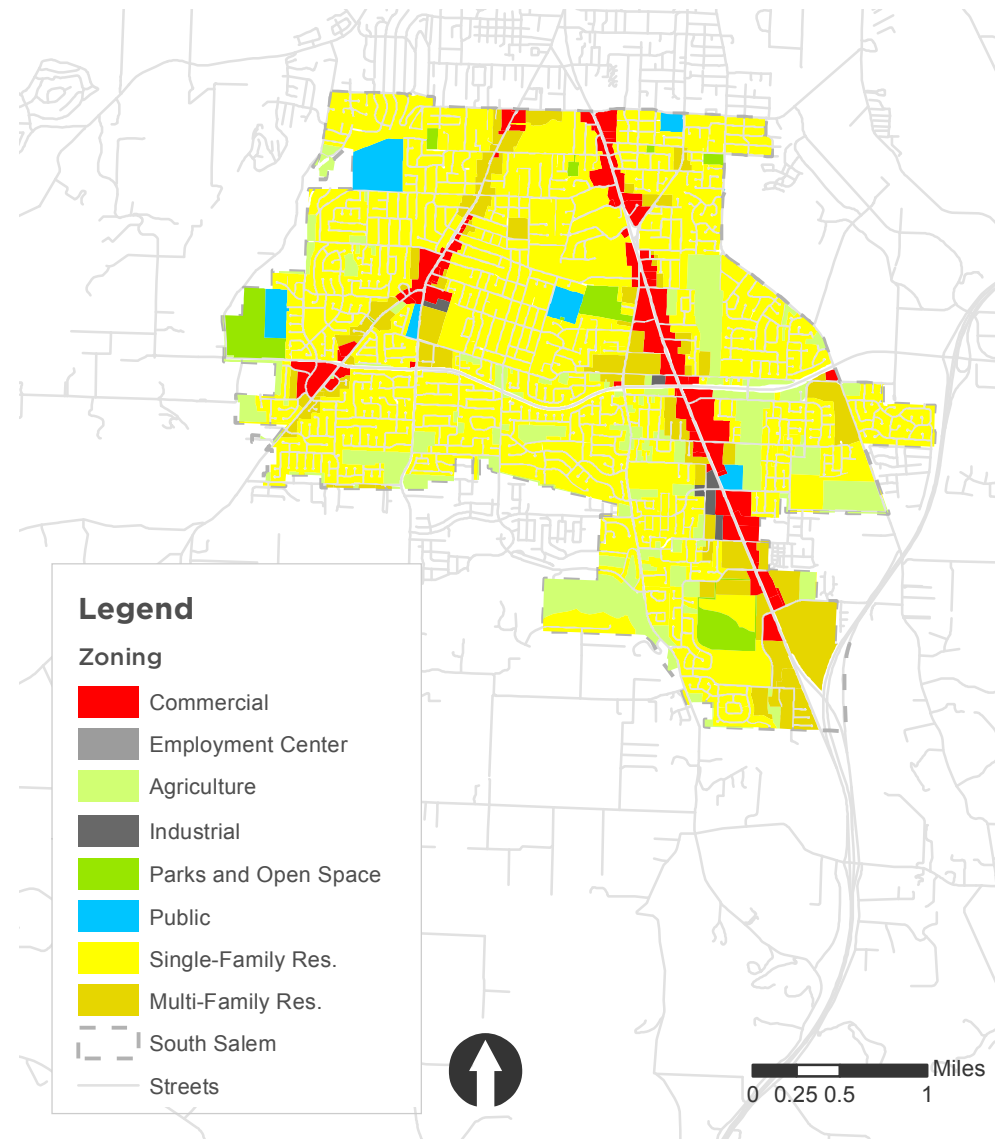 Legend
Zoning
Commercial
Employment Center
Agriculture
Industrial
Parks and Open Space
Public
Single-Family Res.
Multi-Family Res.
South Salem
Streets
Miles
0 0.25 0.5 1